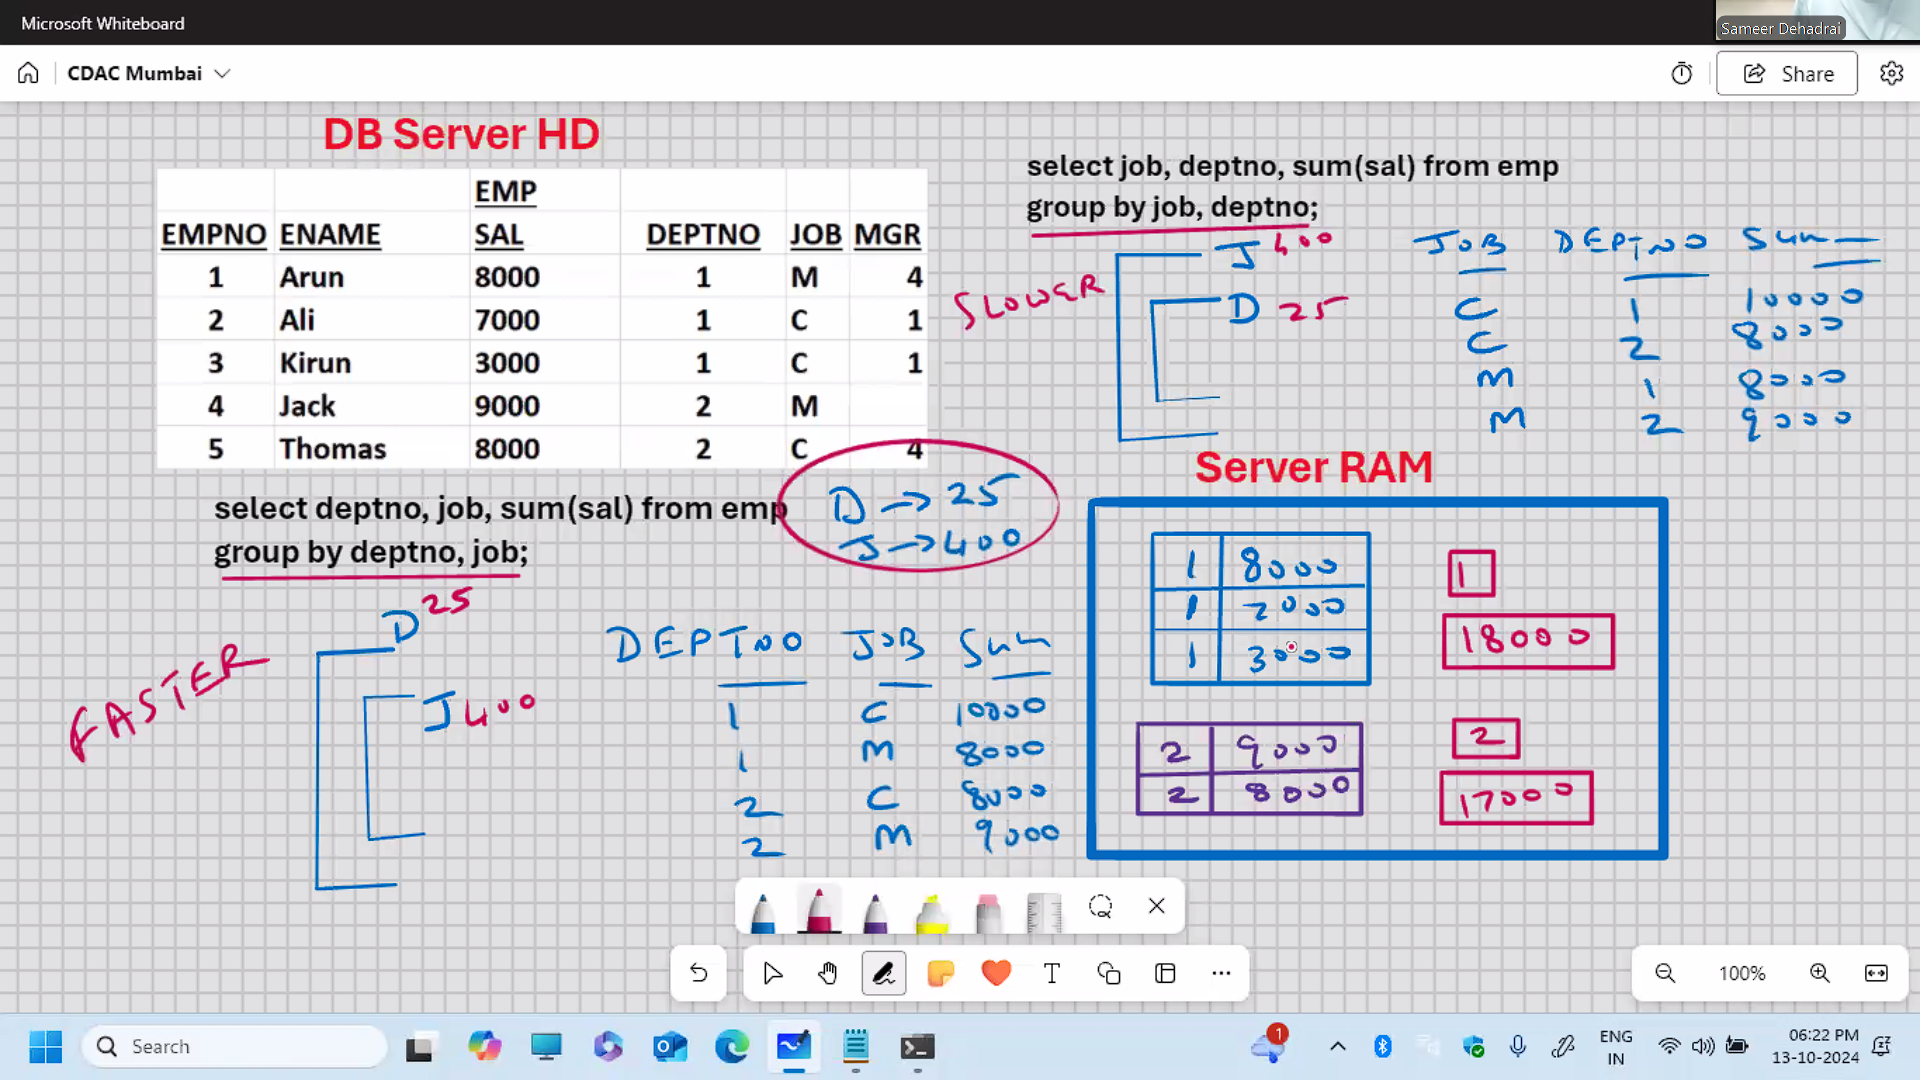 Microsoft Whiteboard
Sameer Dehadrai
CDAC Mumbai
Share
DB Server HD
EMP
EMPNO ENAME SAL DEPTNO JOB MGR
1 Arun 8000 1 M 4
2 Ali 7000 1 C 1
3 Kirun 3000 1 C 1
4 Jack 9000 2 M
5 Thomas 8000 2 C 4
select deptno, job, sum(sal) from emp
group by deptno, job;
D → 25
J → 400
FASTER
D 25
J 400
DEPTNO JOB Sum
1 C 10000
1 M 8000
2 C 8000
2 M 9000
select job, deptno, sum(sal) from emp
group by job, deptno;
SLOWER
J 400
D 25
JOB DEPTNO Sum
C 1 10000
C 2 8000
M 1 8000
M 2 9000
Server RAM
1 8000
1 7000
1 3000
1
18000
2 9000
2 8000
2
17000
100%
Search
1
ENG
IN
06:22 PM
13-10-2024